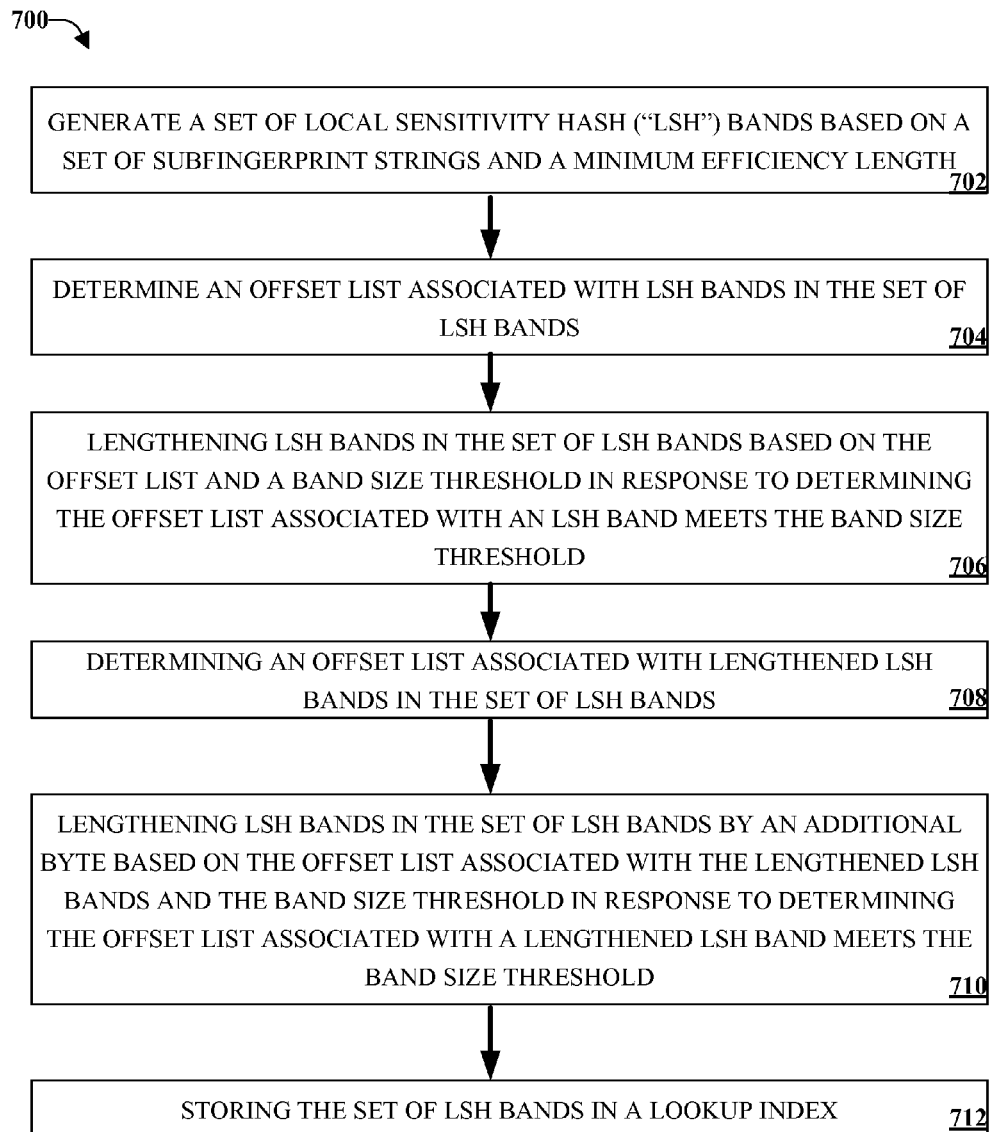 700
GENERATE A SET OF LOCAL SENSITIVITY HASH ("LSH") BANDS BASED ON A
SET OF SUBFINGERPRINT STRINGS AND A MINIMUM EFFICIENCY LENGTH
702
DETERMINE AN OFFSET LIST ASSOCIATED WITH LSH BANDS IN THE SET OF
LSH BANDS
704
LENGTHENING LSH BANDS IN THE SET OF LSH BANDS BASED ON THE
OFFSET LIST AND A BAND SIZE THRESHOLD IN RESPONSE TO DETERMINING
THE OFFSET LIST ASSOCIATED WITH AN LSH BAND MEETS THE BAND SIZE
THRESHOLD
706
DETERMINING AN OFFSET LIST ASSOCIATED WITH LENGTHENED LSH
BANDS IN THE SET OF LSH BANDS
708
LENGTHENING LSH BANDS IN THE SET OF LSH BANDS BY AN ADDITIONAL
BYTE BASED ON THE OFFSET LIST ASSOCIATED WITH THE LENGTHENED LSH
BANDS AND THE BAND SIZE THRESHOLD IN RESPONSE TO DETERMINING
THE OFFSET LIST ASSOCIATED WITH A LENGTHENED LSH BAND MEETS THE
BAND SIZE THRESHOLD
710
STORING THE SET OF LSH BANDS IN A LOOKUP INDEX
712